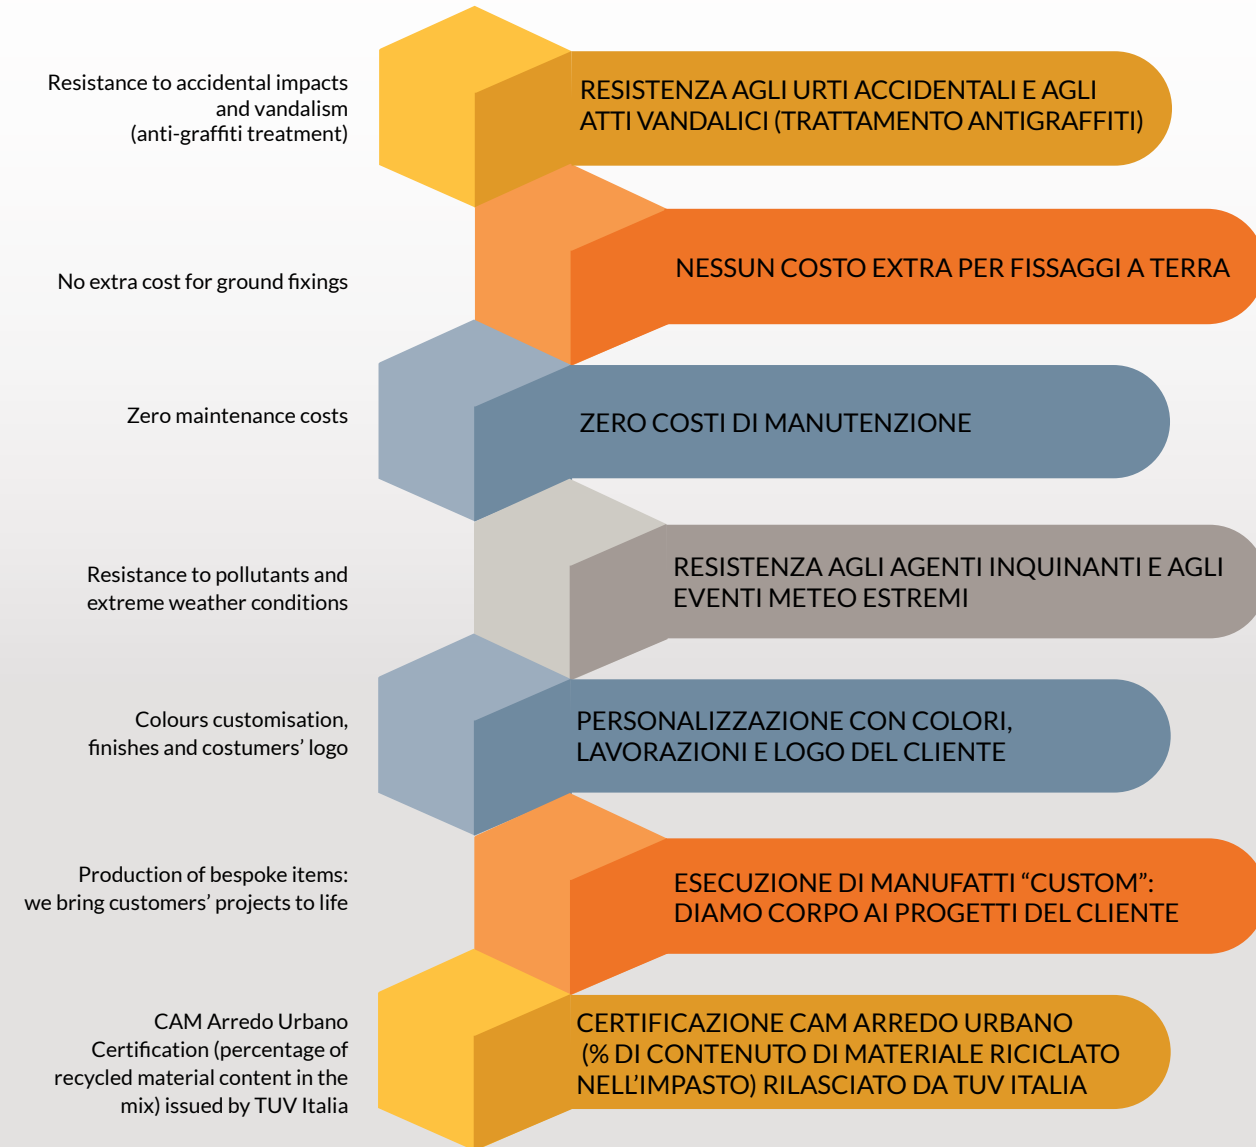 Resistance to accidental impacts
and vandalism
(anti-graffiti treatment)
RESISTENZA AGLI URTI ACCIDENTALI E AGLI
ATTI VANDALICI (TRATTAMENTO ANTIGRAFFITI)
No extra cost for ground fixings
NESSUN COSTO EXTRA PER FISSAGGI A TERRA
Zero maintenance costs
ZERO COSTI DI MANUTENZIONE
Resistance to pollutants and
extreme weather conditions
RESISTENZA AGLI AGENTI INQUINANTI E AGLI
EVENTI METEO ESTREMI
Colours customisation,
finishes and costumers’ logo
PERSONALIZZAZIONE CON COLORI,
LAVORAZIONI E LOGO DEL CLIENTE
Production of bespoke items:
we bring customers’ projects to life
ESECUZIONE DI MANUFATTI “CUSTOM”:
DIAMO CORPO AI PROGETTI DEL CLIENTE
CAM Arredo Urbano
Certification (percentage of
recycled material content in the
mix) issued by TUV Italia
CERTIFICAZIONE CAM ARREDO URBANO
(% DI CONTENUTO DI MATERIALE RICICLATO
NELL’IMPASTO) RILASCIATO DA TUV ITALIA